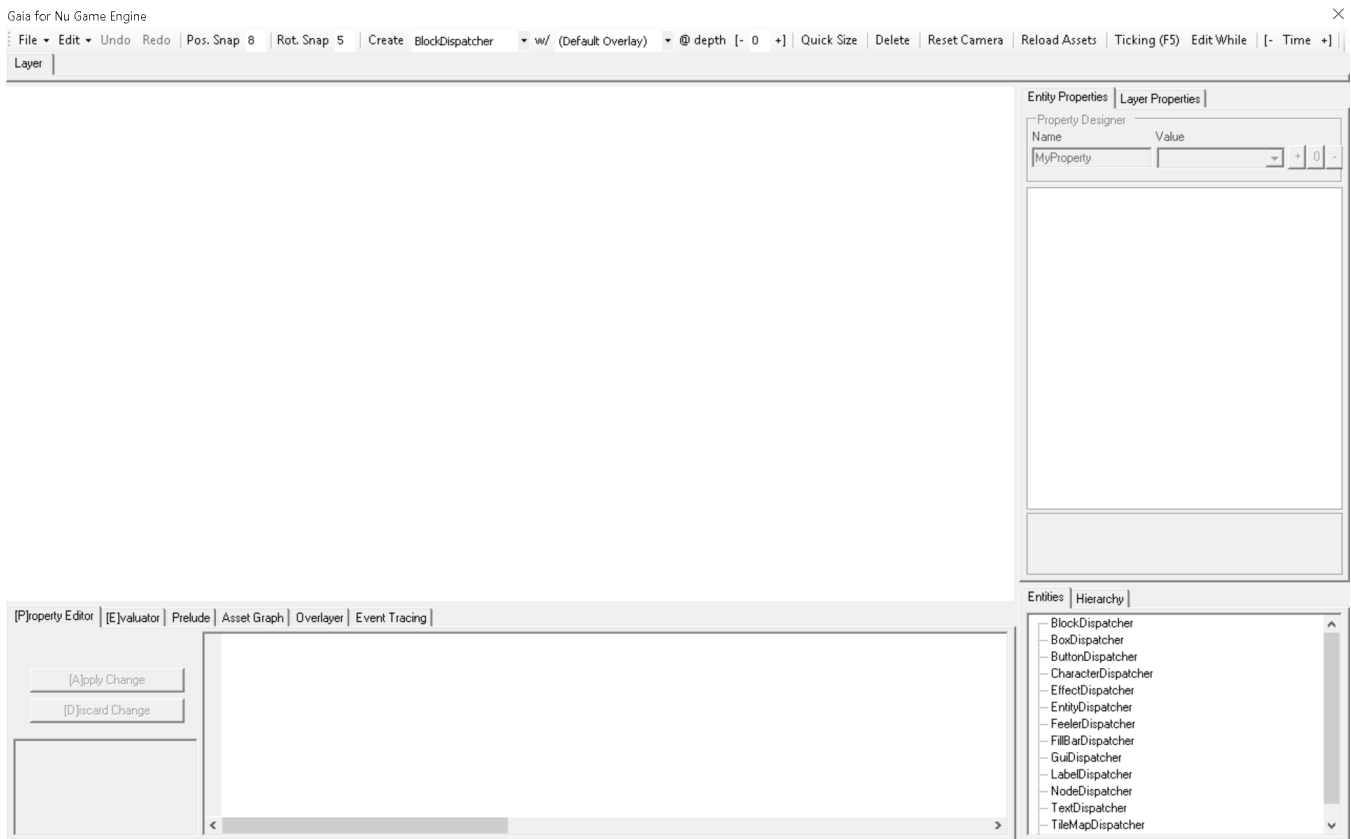 Gaia for Nu Game Engine
File Edit Undo Redo Pos. Snap 8 Rot. Snap 5 Create BlockDispatcher w/ (Default Overlay) @ depth [- 0 +] Quick Size Delete Reset Camera Reload Assets Ticking (F5) Edit While [- Time +]
Layer
Entity Properties Layer Properties
Property Designer
Name Value
MyProperty + 0 -
[P]roperty Editor [E]valuator Prelude Asset Graph Overlayer Event Tracing
[A]pply Change
[D]iscard Change
Entities Hierarchy
BlockDispatcher
BoxDispatcher
ButtonDispatcher
CharacterDispatcher
EffectDispatcher
EntityDispatcher
FeelerDispatcher
FillBarDispatcher
GuiDispatcher
LabelDispatcher
NodeDispatcher
TextDispatcher
TileMapDispatcher